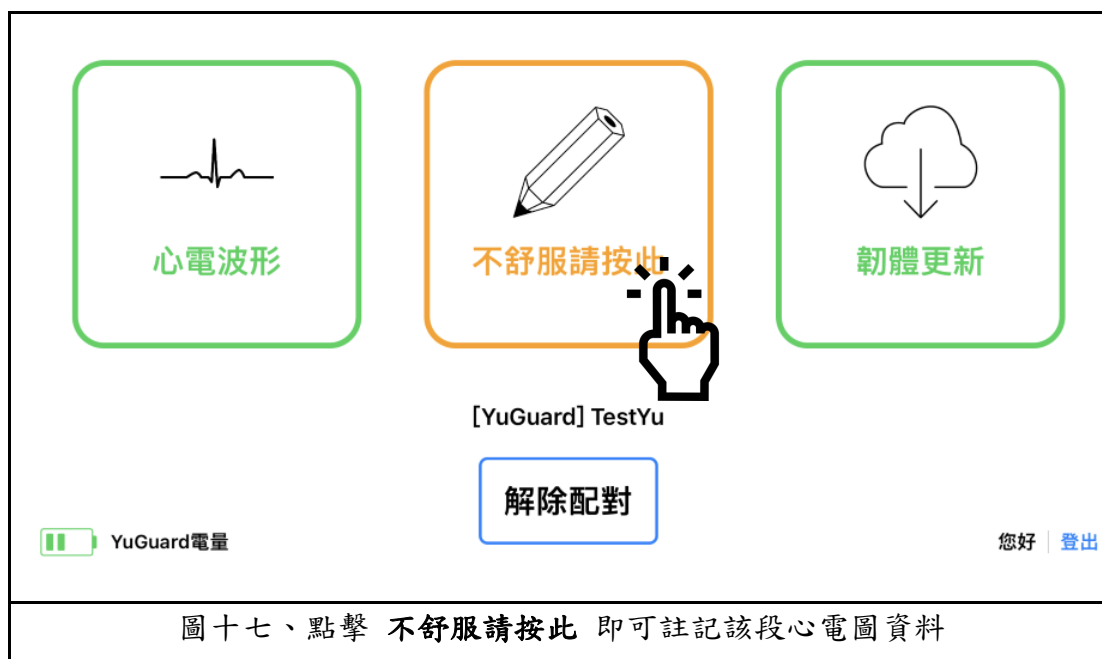 心電波形
不舒服請按此
韌體更新
[YuGuard] TestYu
解除配對
YuGuard電量
您好 登出
圖十七、點擊 不舒服請按此 即可註記該段心電圖資料